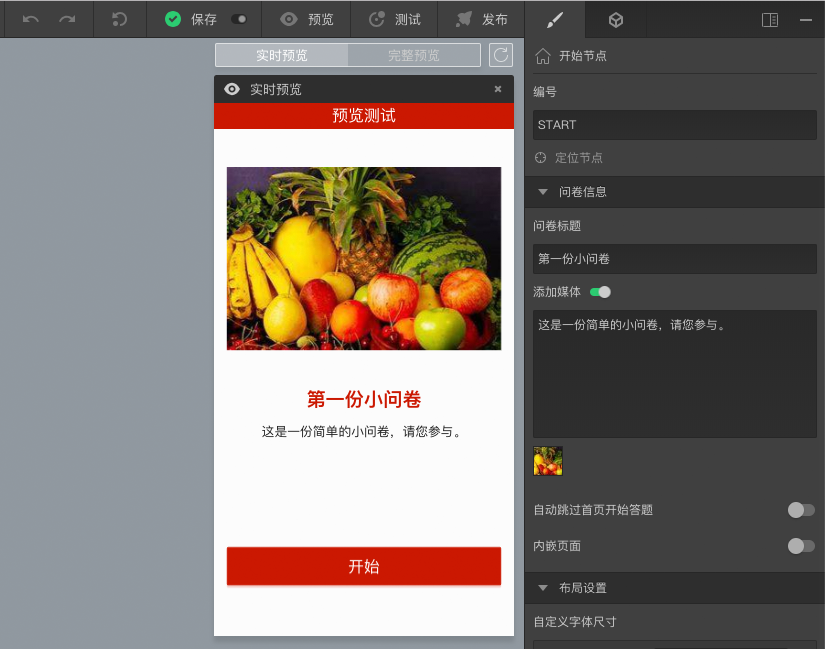 保存
预览
测试
发布
实时预览
完整预览
实时预览
预览测试
第一份小问卷
这是一份简单的小问卷，请您参与。
开始
开始节点
编号
START
定位节点
问卷信息
问卷标题
第一份小问卷
添加媒体
这是一份简单的小问卷，请您参与。
自动跳过首页开始答题
内嵌页面
布局设置
自定义字体尺寸